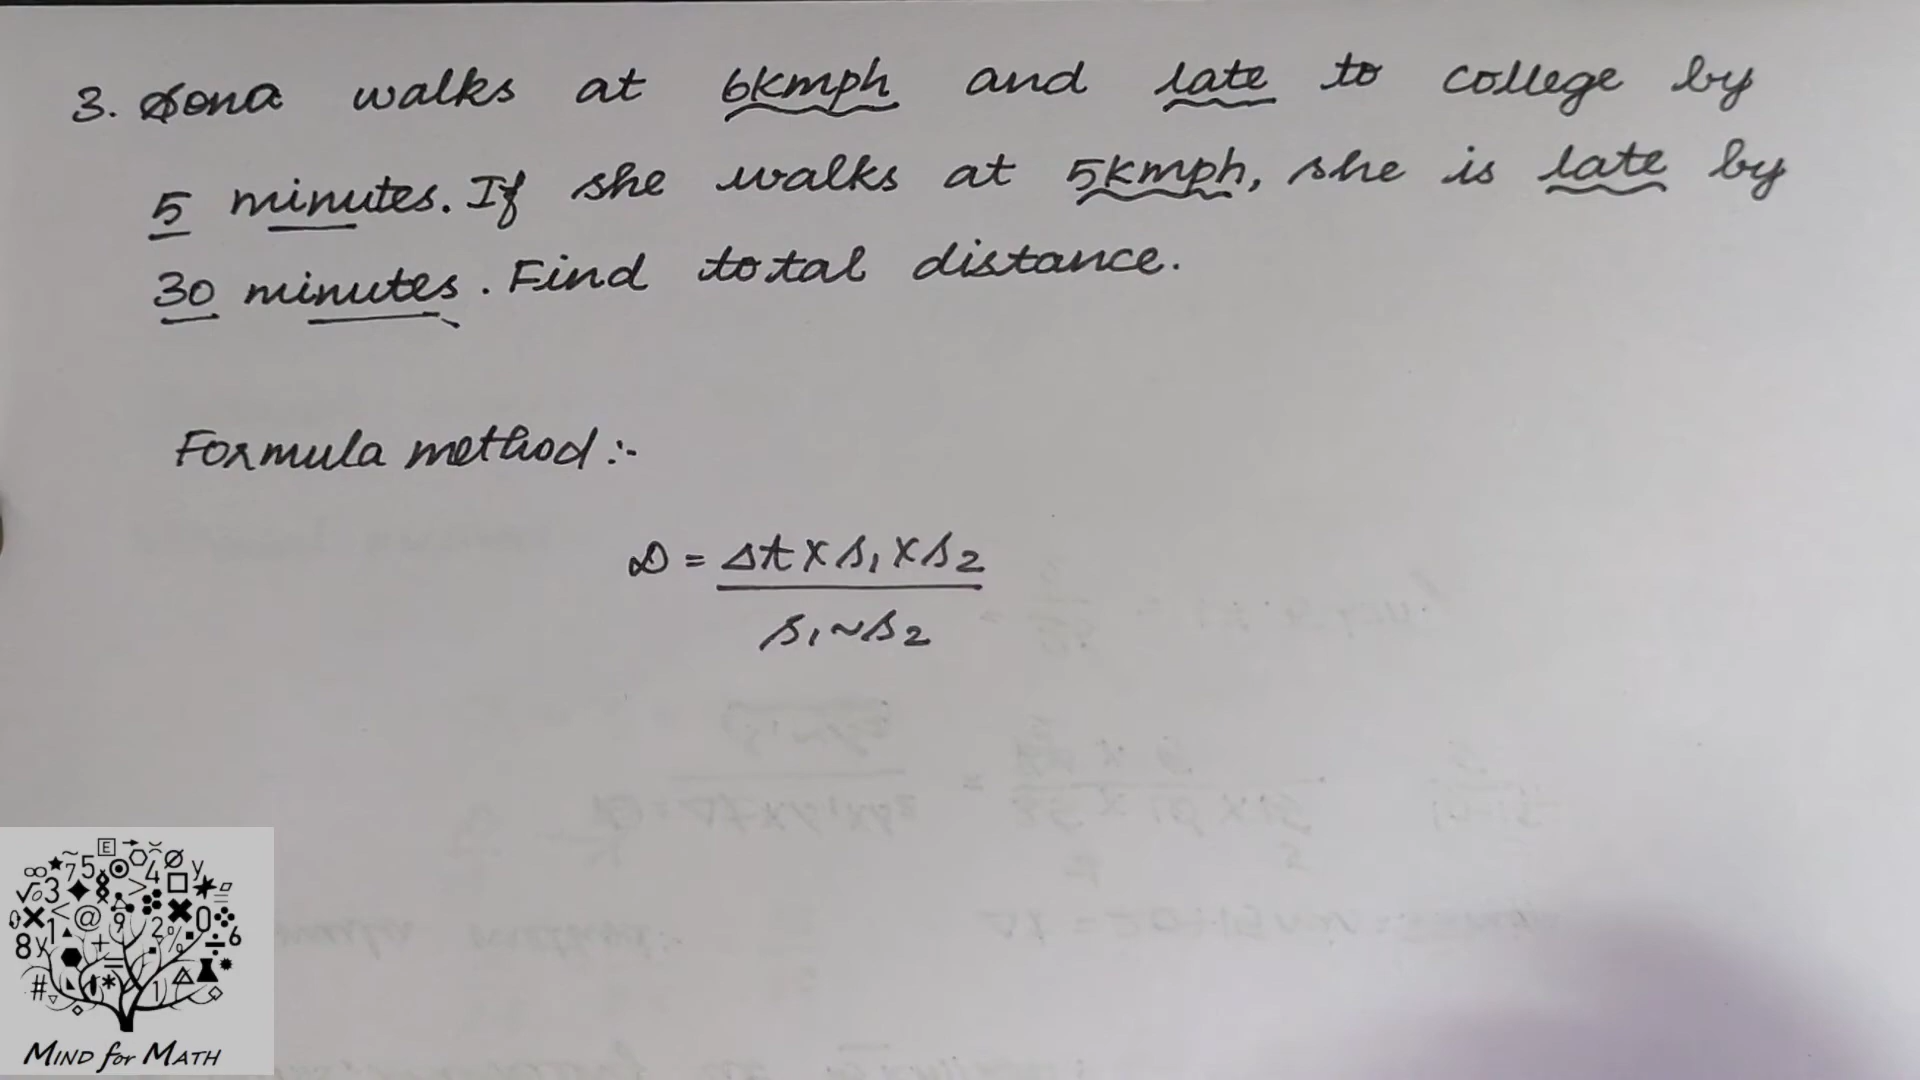 3. Sona walks at 6kmph and late to college by
5 minutes. If she walks at 5kmph, she is late by
30 minutes. Find total distance.
Formula method :-
D = Δt x s1 x s2
s1 ~ s2
MIND for MATH